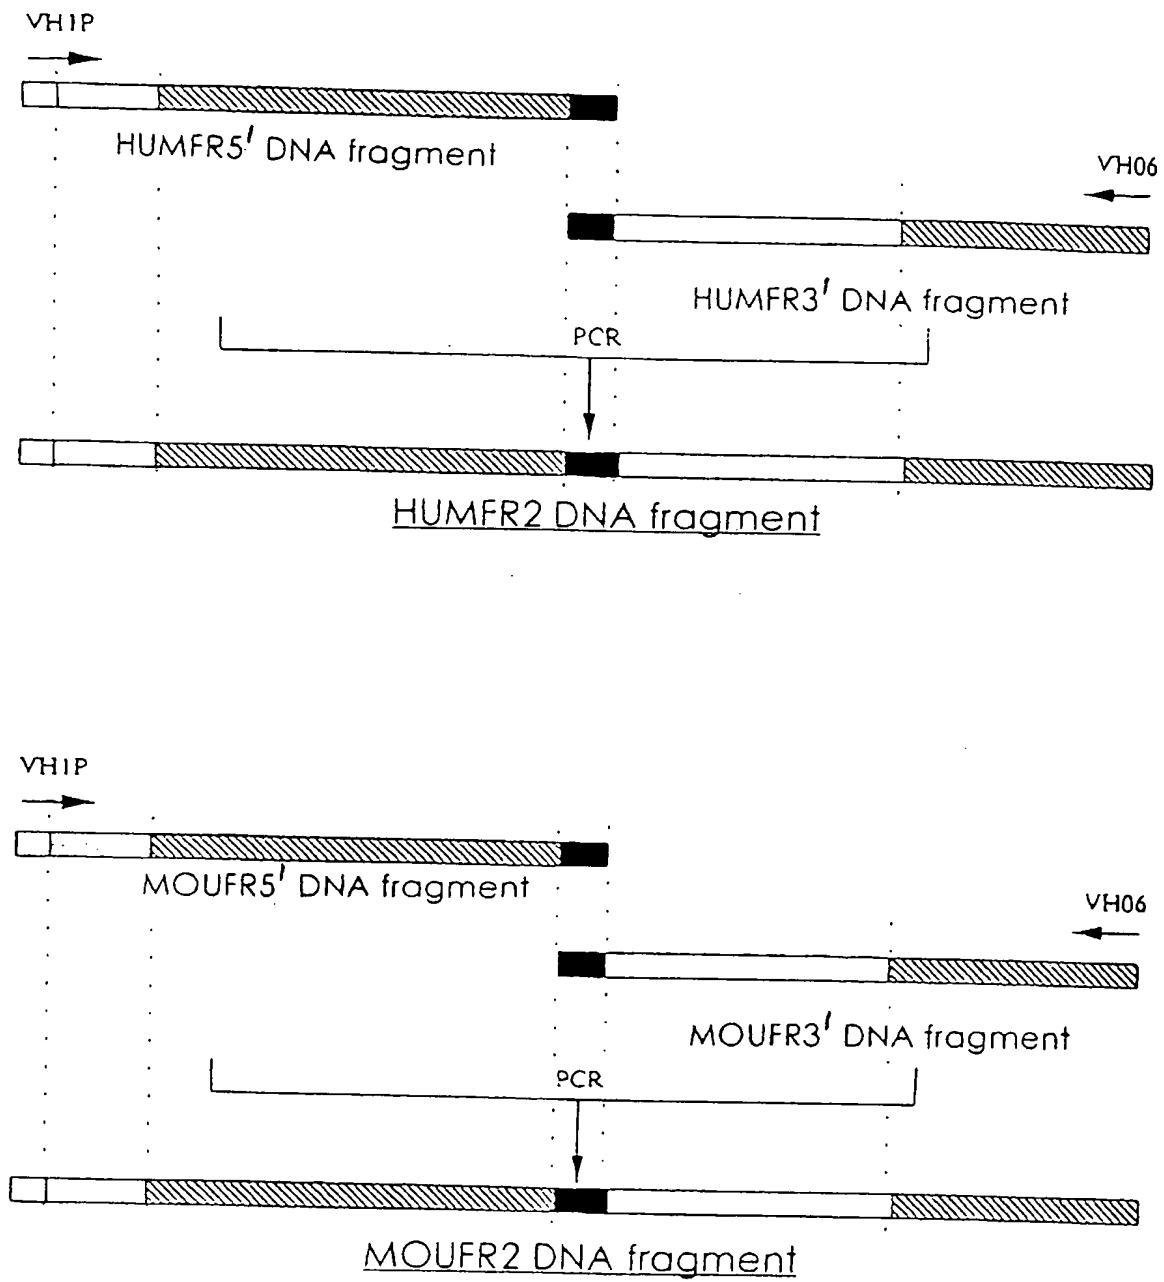 VH1P
HUMFR5' DNA fragment
VH06
HUMFR3' DNA fragment
PCR
HUMFR2 DNA fragment
VH1P
MOUFR5' DNA fragment
VH06
MOUFR3' DNA fragment
PCR
MOUFR2 DNA fragment